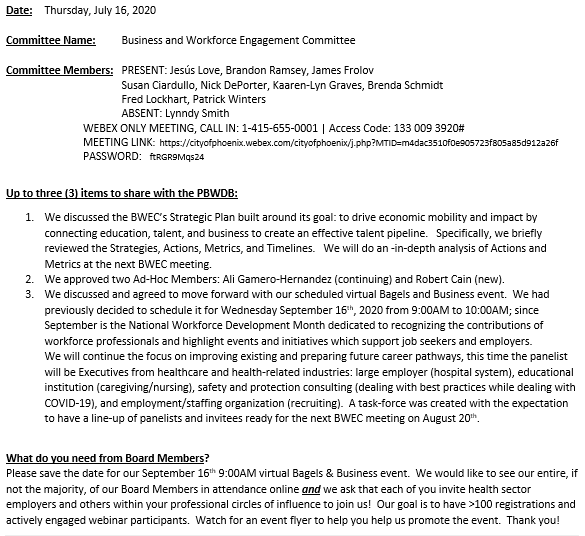 Date: Thursday, July 16, 2020
Committee Name: Business and Workforce Engagement Committee
Committee Members: PRESENT: Jesús Love, Brandon Ramsey, James Frolov
Susan Ciardullo, Nick DePorter, Kaaren-Lyn Graves, Brenda Schmidt
Fred Lockhart, Patrick Winters
ABSENT: Lynndy Smith
WEBEX ONLY MEETING, CALL IN: 1-415-655-0001 | Access Code: 133 009 3920#
MEETING LINK: https://cityofphoenix.webex.com/cityofphoenix/j.php?MTID=m4dac3510f0e905723f805a85d912a26f
PASSWORD: ftRGR9Mqs24
Up to three (3) items to share with the PBWDB:
1. We discussed the BWEC's Strategic Plan built around its goal: to drive economic mobility and impact by
connecting education, talent, and business to create an effective talent pipeline. Specifically, we briefly
reviewed the Strategies, Actions, Metrics, and Timelines. We will do an -in-depth analysis of Actions and
Metrics at the next BWEC meeting.
2. We approved two Ad-Hoc Members: Ali Gamero-Hernandez (continuing) and Robert Cain (new).
3. We discussed and agreed to move forward with our scheduled virtual Bagels and Business event. We had
previously decided to schedule it for Wednesday September 16th, 2020 from 9:00AM to 10:00AM; since
September is the National Workforce Development Month dedicated to recognizing the contributions of
workforce professionals and highlight events and initiatives which support job seekers and employers.
We will continue the focus on improving existing and preparing future career pathways, this time the panelist
will be Executives from healthcare and health-related industries: large employer (hospital system), educational
institution (caregiving/nursing), safety and protection consulting (dealing with best practices while dealing with
COVID-19), and employment/staffing organization (recruiting). A task-force was created with the expectation
to have a line-up of panelists and invitees ready for the next BWEC meeting on August 20th.
What do you need from Board Members?
Please save the date for our September 16th 9:00AM virtual Bagels & Business event. We would like to see our entire, if
not the majority, of our Board Members in attendance online and we ask that each of you invite health sector
employers and others within your professional circles of influence to join us! Our goal is to have >100 registrations and
actively engaged webinar participants. Watch for an event flyer to help you help us promote the event. Thank you!